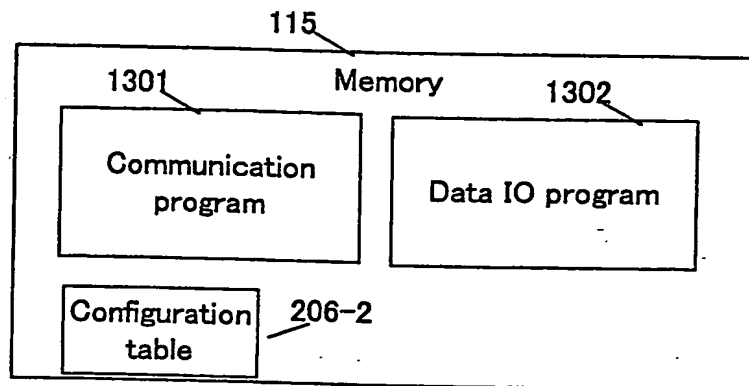 115
Memory
1301
1302
Communication
program
Data IO program
Configuration
table
206-2